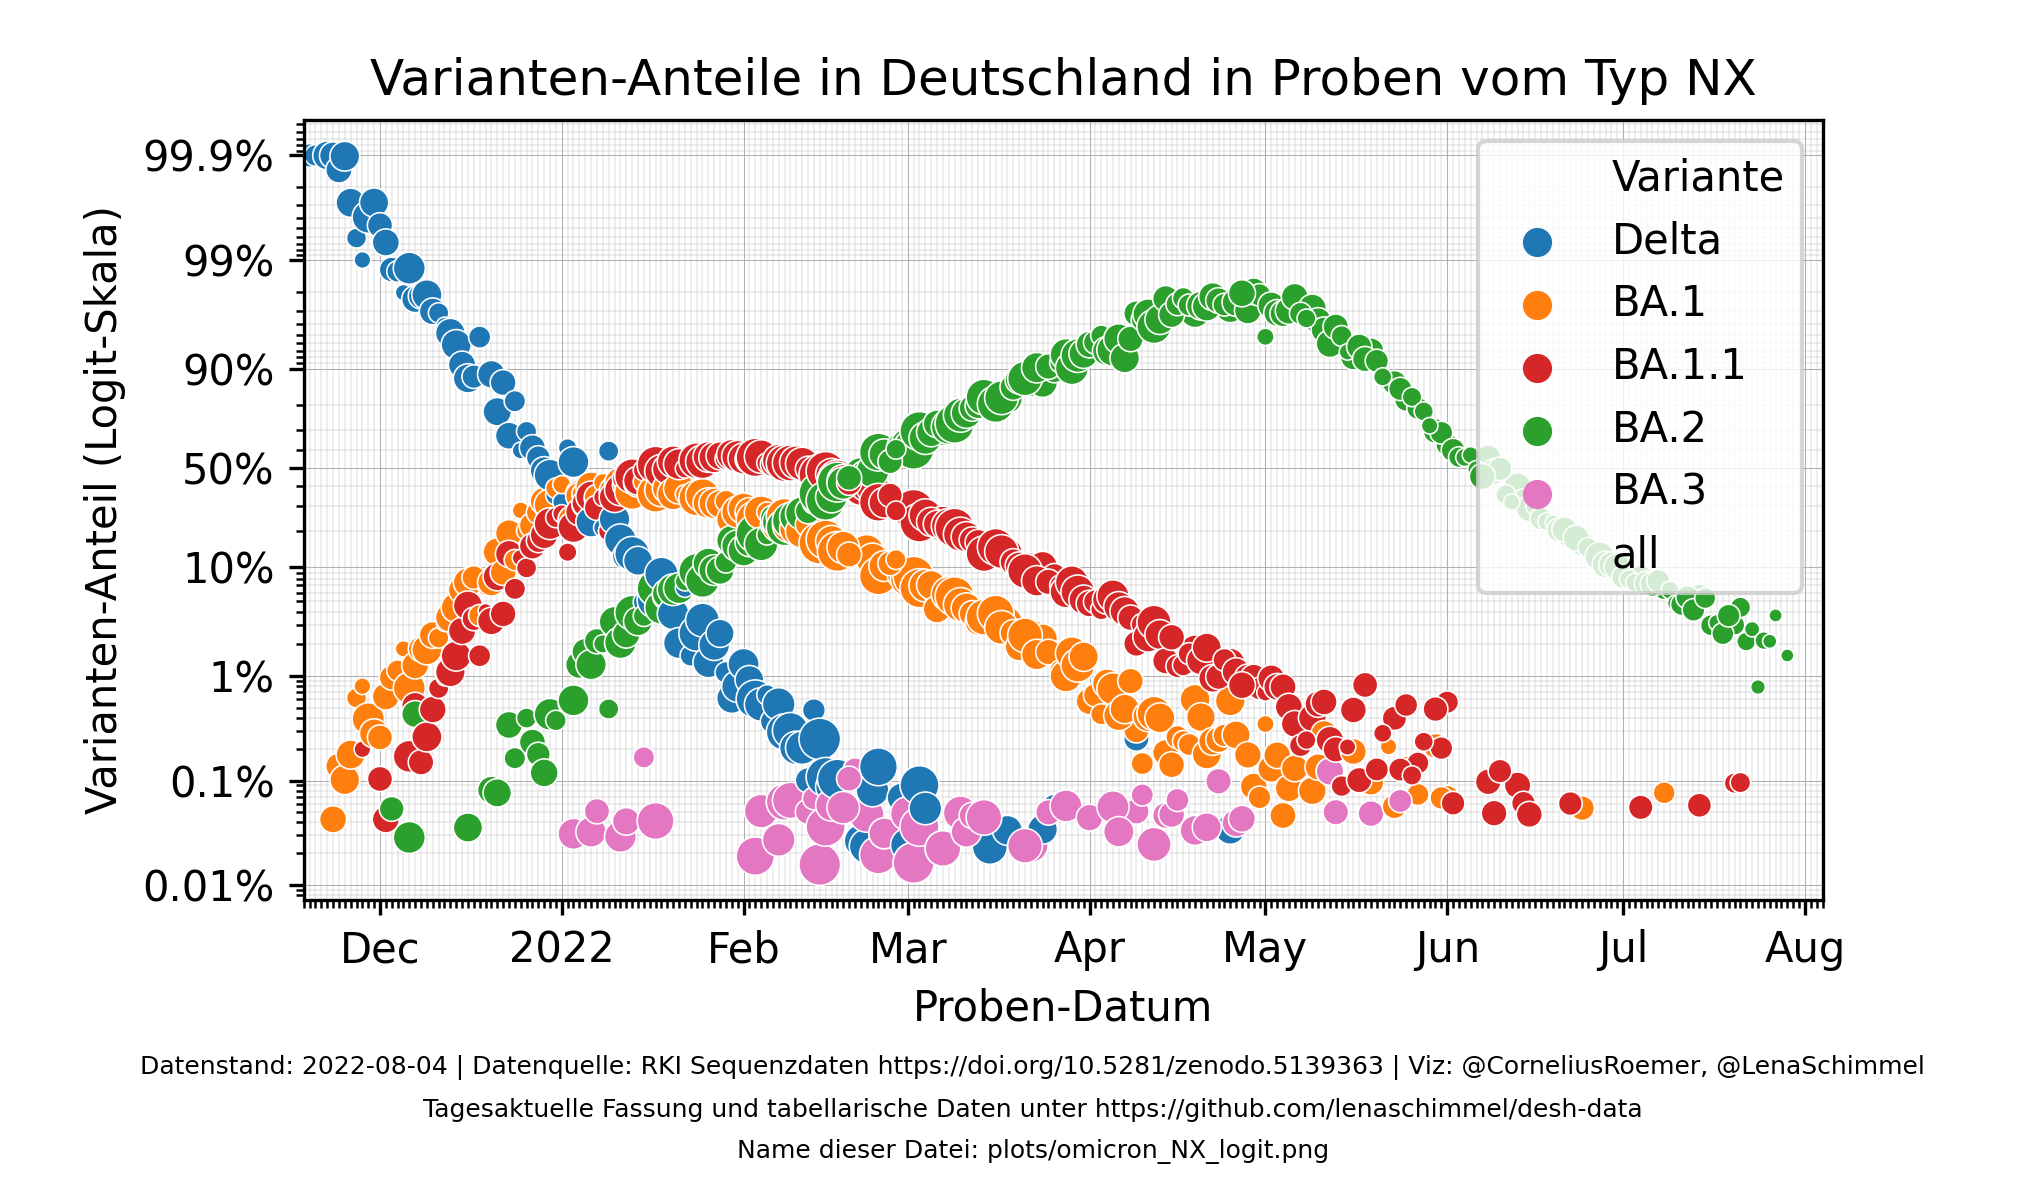 Varianten-Anteile in Deutschland in Proben vom Typ NX
Varianten-Anteil (Logit-Skala)
99.9%
99%
90%
50%
10%
1%
0.1%
0.01%
Variante
Delta
BA.1
BA.1.1
BA.2
BA.3
all
Dec
2022
Feb
Mar
Apr
May
Jun
Jul
Aug
Proben-Datum
Datenstand: 2022-08-04 | Datenquelle: RKI Sequenzdaten https://doi.org/10.5281/zenodo.5139363 | Viz: @CorneliusRoemer, @LenaSchimmel
Tagesaktuelle Fassung und tabellarische Daten unter https://github.com/lenaschimmel/desh-data
Name dieser Datei: plots/omicron_NX_logit.png